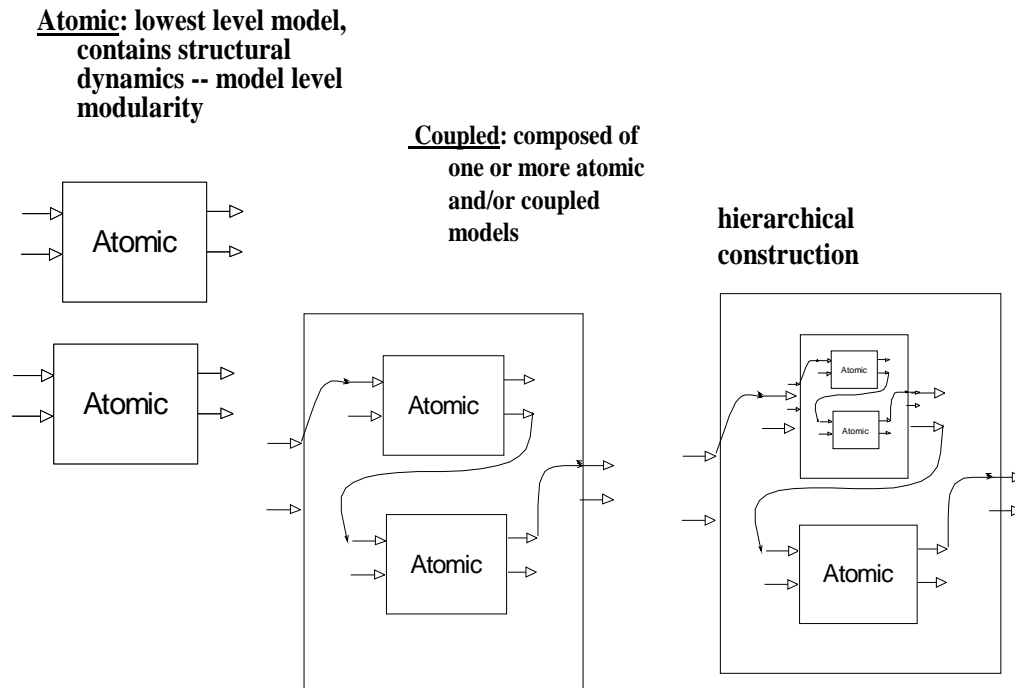 Atomic: lowest level model,
contains structural
dynamics -- model level
modularity
Coupled: composed of
one or more atomic
and/or coupled
models
hierarchical
construction
Atomic
Atomic
Atomic
Atomic
Atomic
Atomic
Atomic